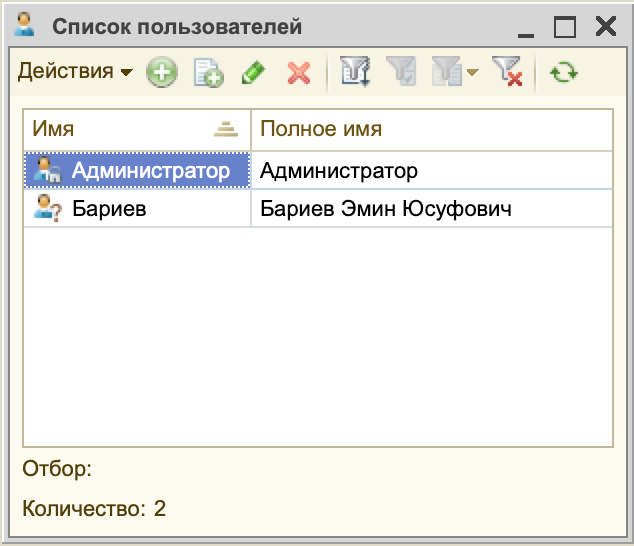 Список пользователей
Действия
Имя Полное имя
Администратор Администратор
Бариев Бариев Эмин Юсуфович
Отбор:
Количество: 2